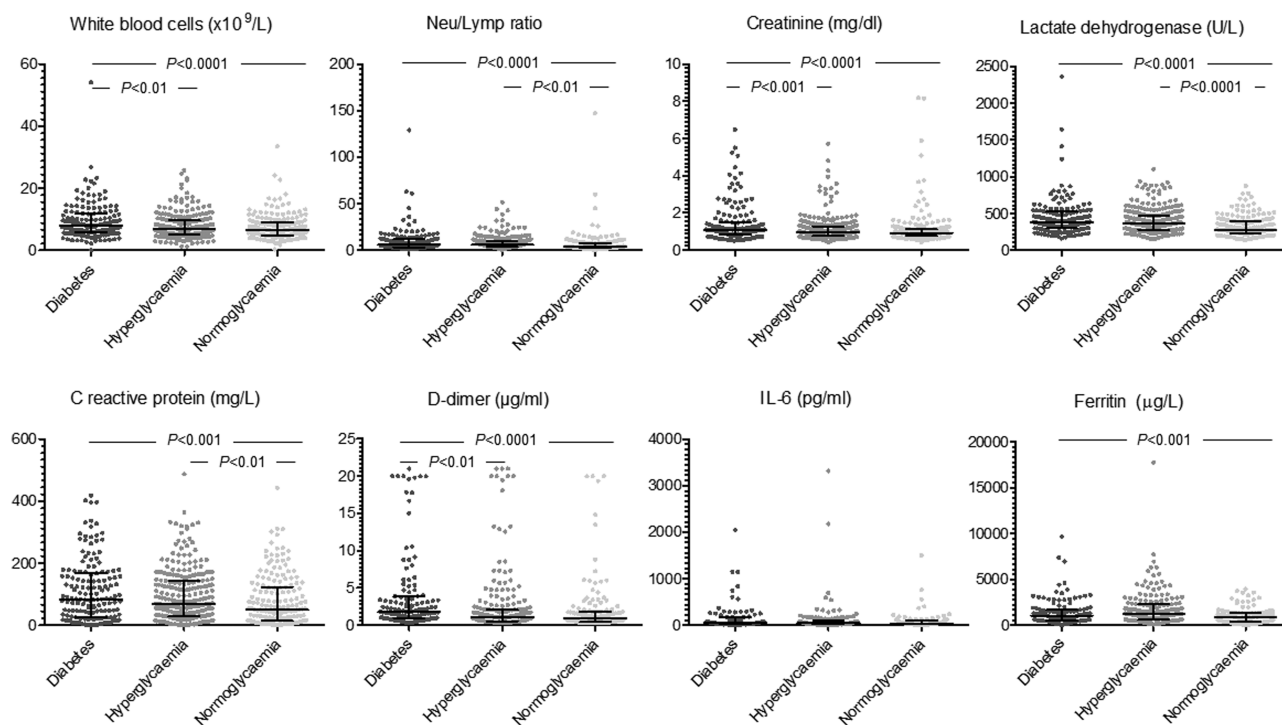 White blood cells (x10⁹/L)
60
40
20
0
P<0.0001
P<0.01
Diabetes
Hyperglycaemia
Normoglycaemia
Neu/Lymp ratio
200
150
100
50
0
P<0.0001
P<0.01
Diabetes
Hyperglycaemia
Normoglycaemia
Creatinine (mg/dl)
10
8
6
4
2
0
P<0.0001
P<0.001
Diabetes
Hyperglycaemia
Normoglycaemia
Lactate dehydrogenase (U/L)
2500
2000
1500
1000
500
0
P<0.0001
P<0.0001
Diabetes
Hyperglycaemia
Normoglycaemia
C reactive protein (mg/L)
600
400
200
0
P<0.001
P<0.01
Diabetes
Hyperglycaemia
Normoglycaemia
D-dimer (µg/ml)
25
20
15
10
5
0
P<0.0001
P<0.01
Diabetes
Hyperglycaemia
Normoglycaemia
IL-6 (pg/ml)
4000
3000
2000
1000
0
Diabetes
Hyperglycaemia
Normoglycaemia
Ferritin (µg/L)
20000
15000
10000
5000
0
P<0.001
Diabetes
Hyperglycaemia
Normoglycaemia